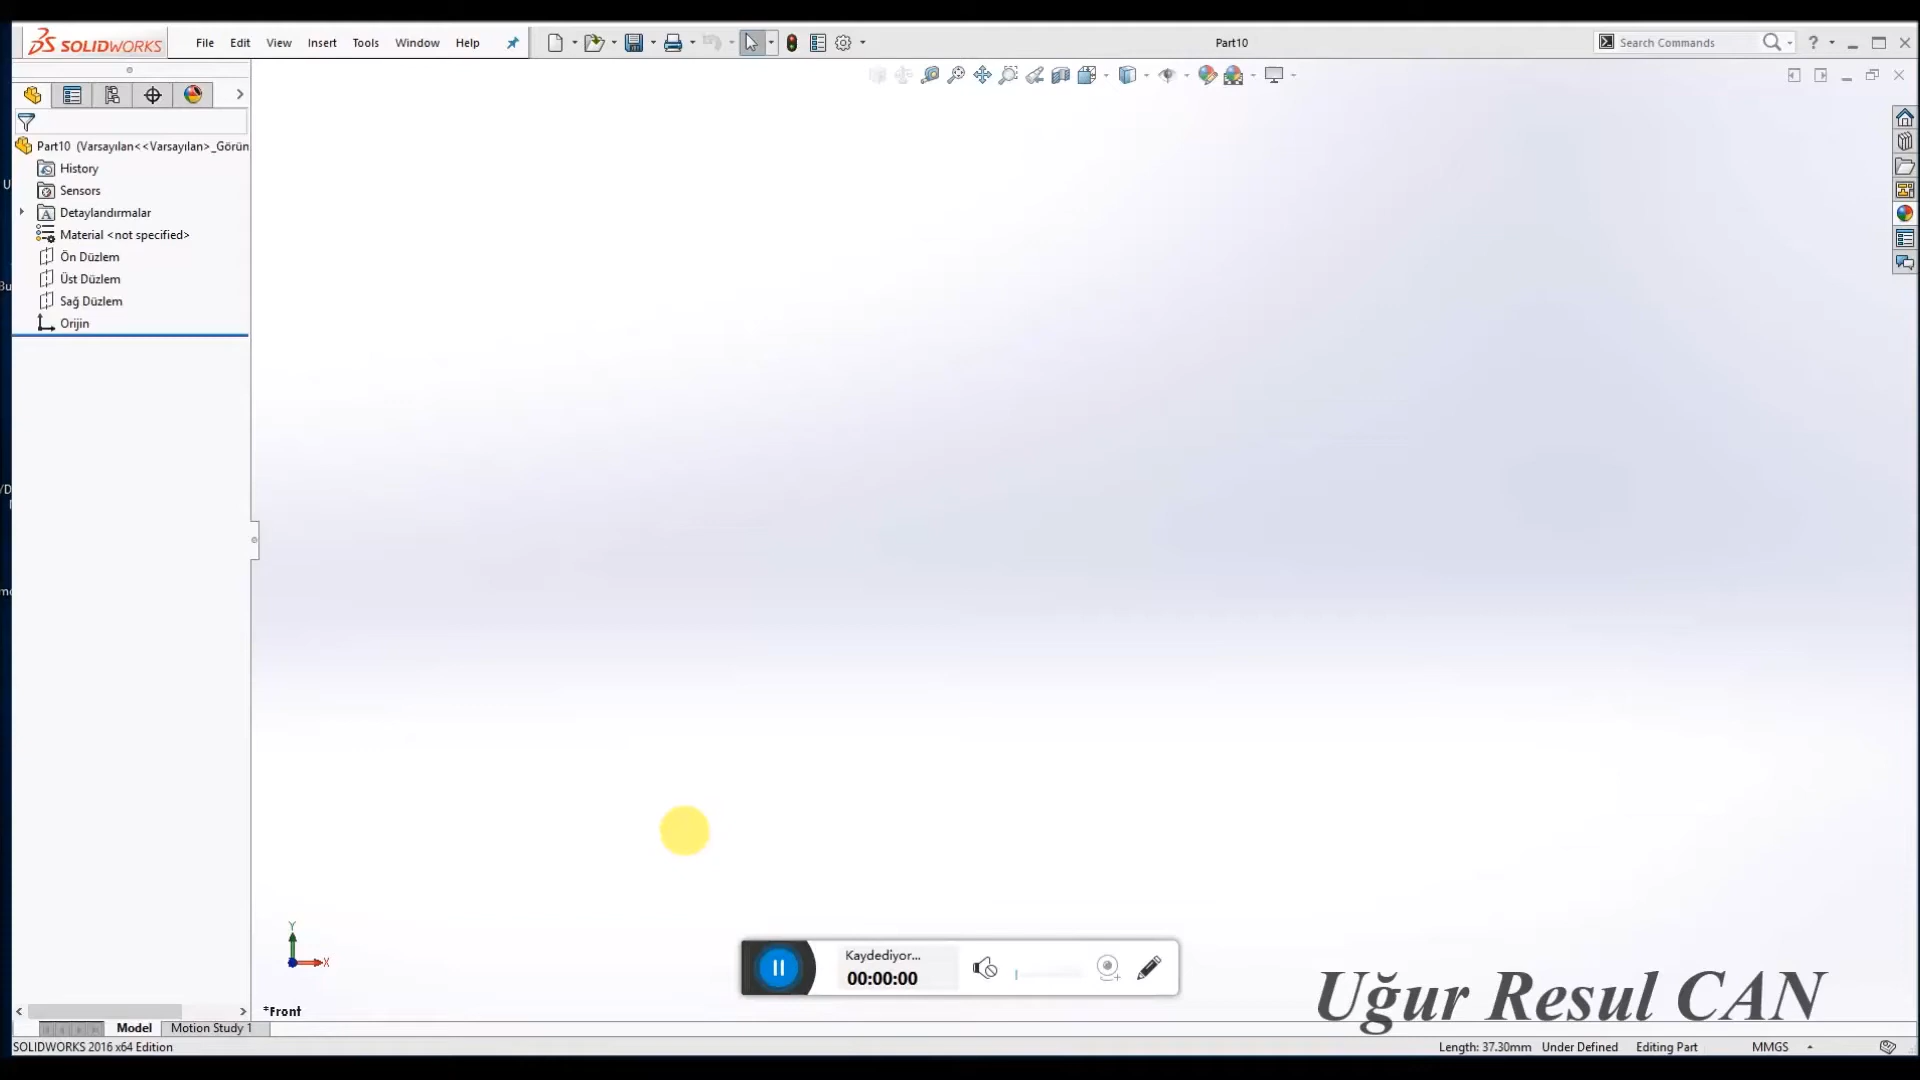 SOLIDWORKS
File Edit View Insert Tools Window Help
Part10
Search Commands
?
Part10 (Varsayılan<<Varsayılan>_Görün
History
Sensors
Detaylandırmalar
Material <not specified>
Ön Düzlem
Üst Düzlem
Sağ Düzlem
Orijin
Y
X
*Front
Kaydediyor...
00:00:00
Uğur Resul CAN
Model Motion Study 1
SOLIDWORKS 2016 x64 Edition
Length: 37.30mm Under Defined Editing Part MMGS